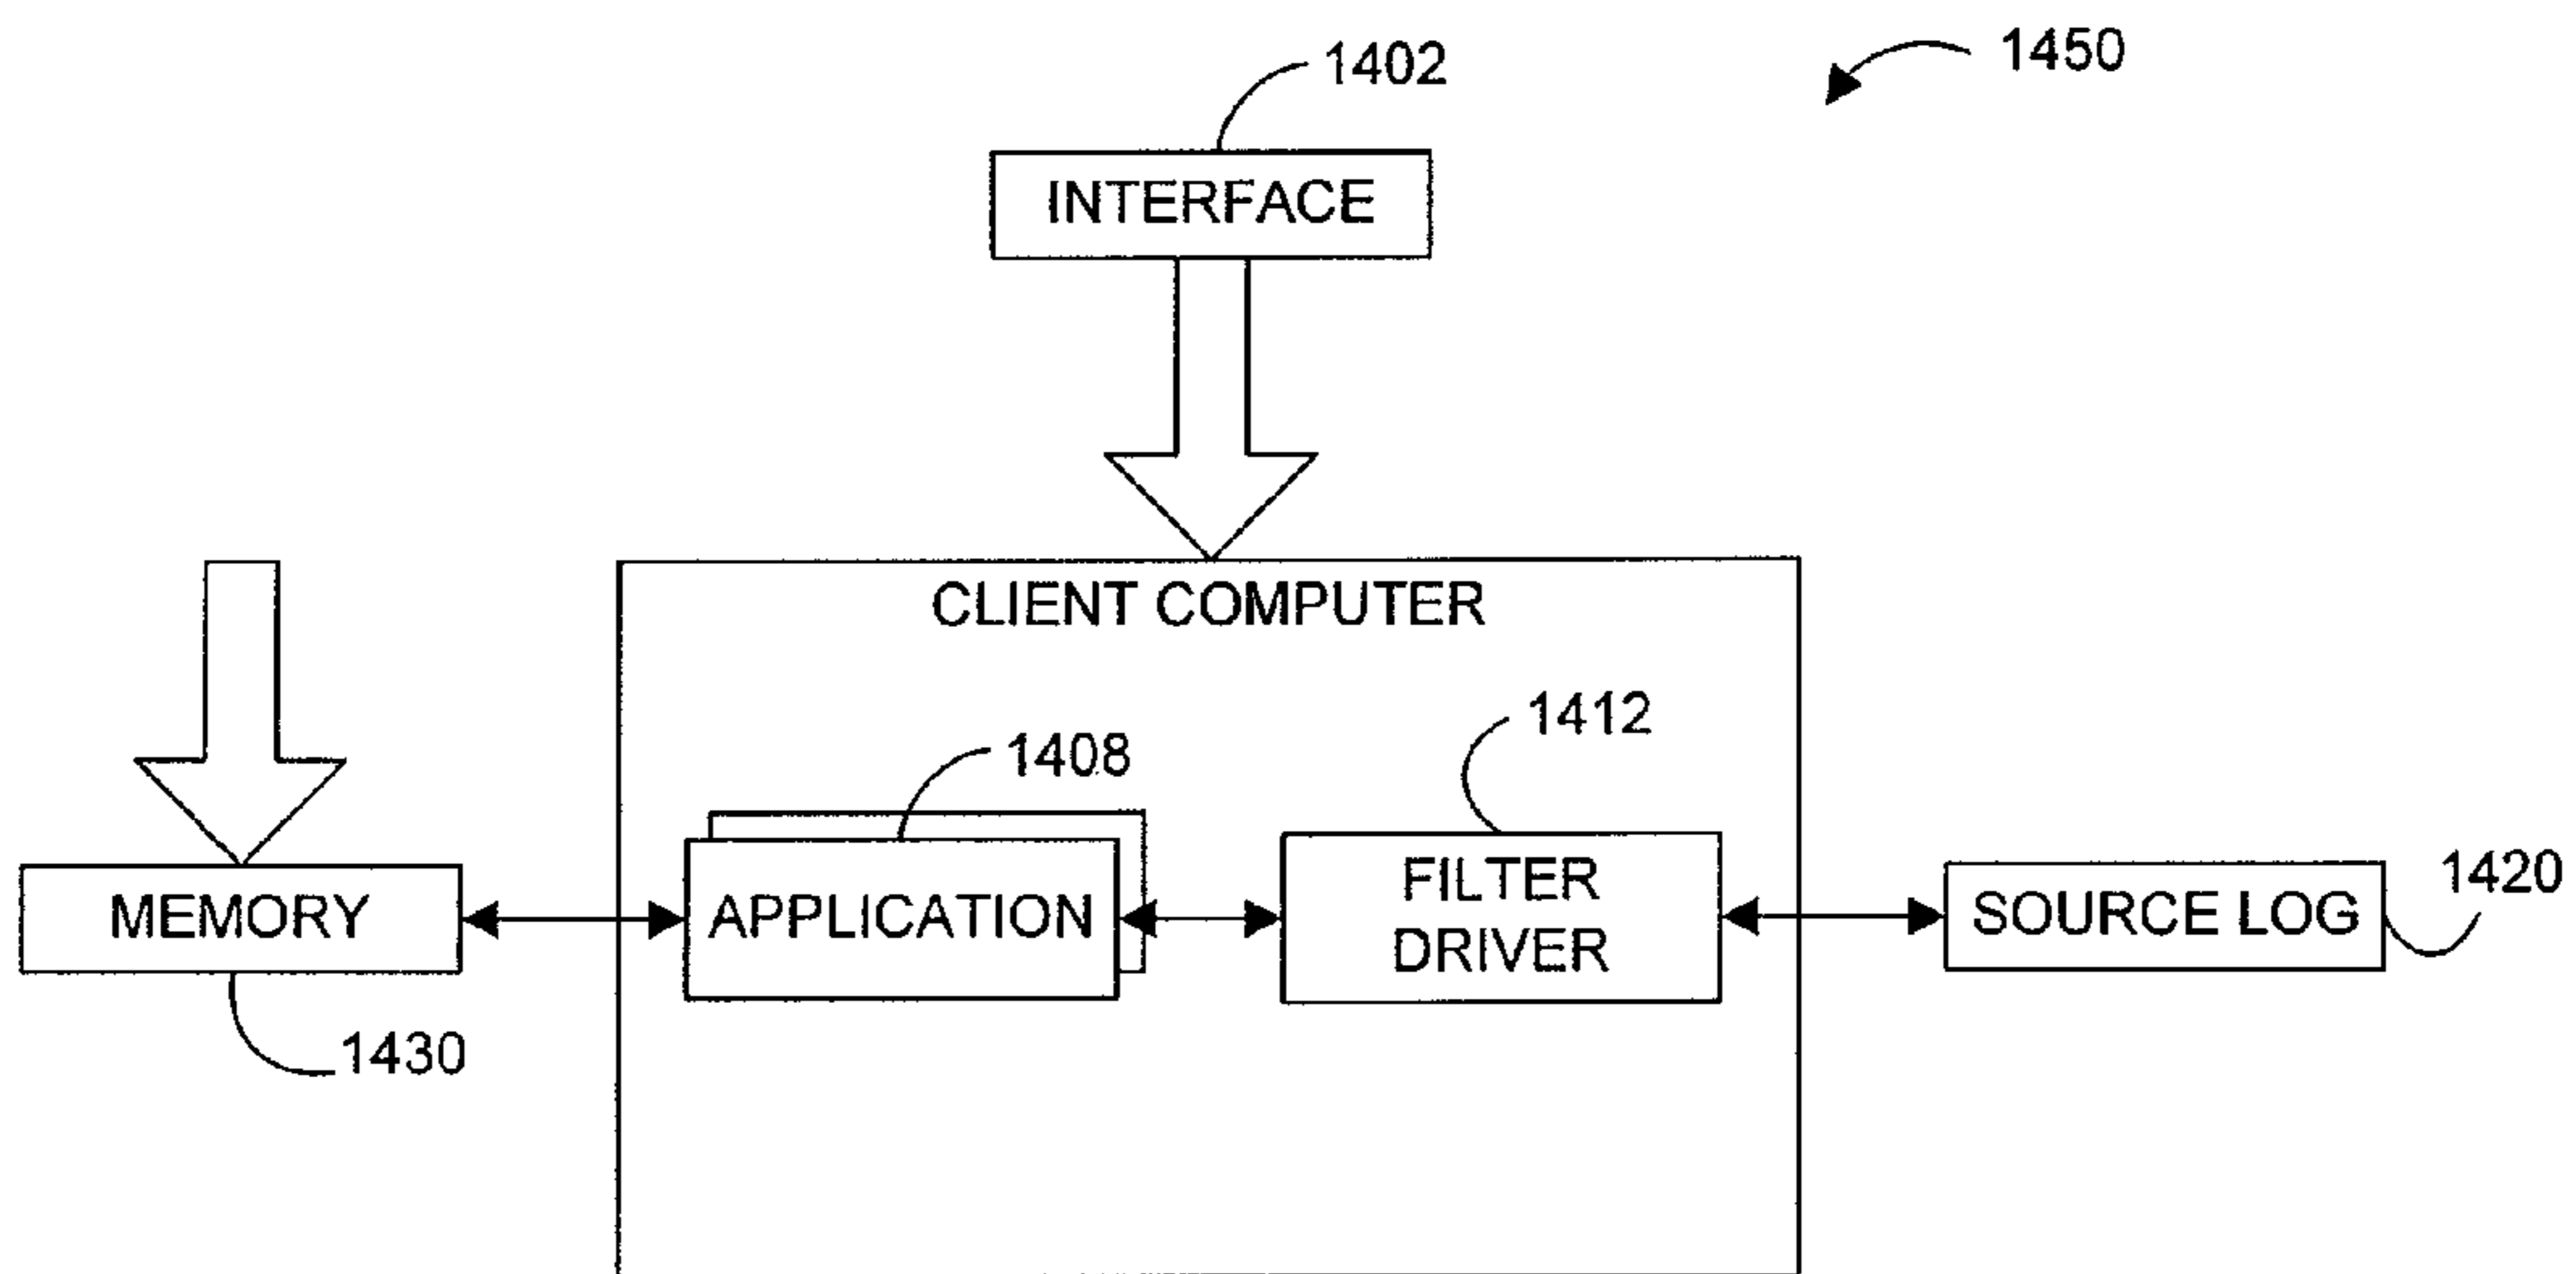 1450
1402
INTERFACE
CLIENT COMPUTER
1412
1408
MEMORY
APPLICATION
FILTER
DRIVER
SOURCE LOG
1420
1430